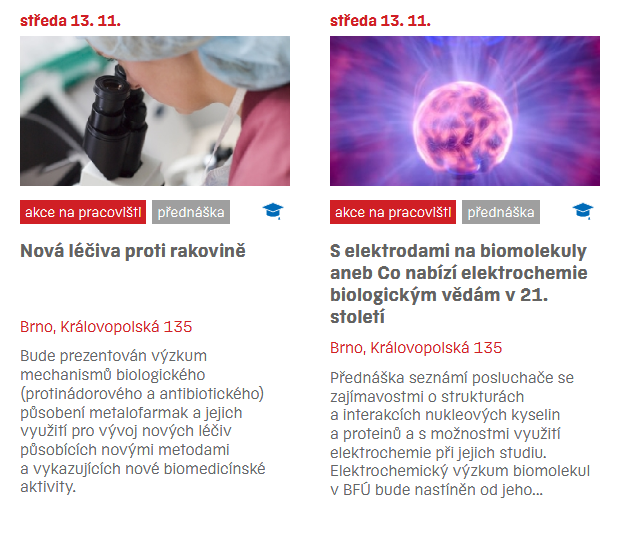 středa 13. 11.
akce na pracovišti
přednáška
Nová léčiva proti rakovině
Brno, Královopolská 135
Bude prezentován výzkum
mechanismů biologického
(protinádorového a antibiotického)
působení metalofarmak a jejich
využití pro vývoj nových léčiv
působících novými metodami
a vykazujících nové biomedicínské
aktivity.
středa 13. 11.
akce na pracovišti
přednáška
S elektrodami na biomolekuly
aneb Co nabízí elektrochemie
biologickým vědám v 21.
století
Brno, Královopolská 135
Přednáška seznámí posluchače se
zajímavostmi o strukturách
a interakcích nukleových kyselin
a proteinů a s možnostmi využití
elektrochemie při jejich studiu.
Elektrochemický výzkum biomolekul
v BFÚ bude nastíněn od jeho...